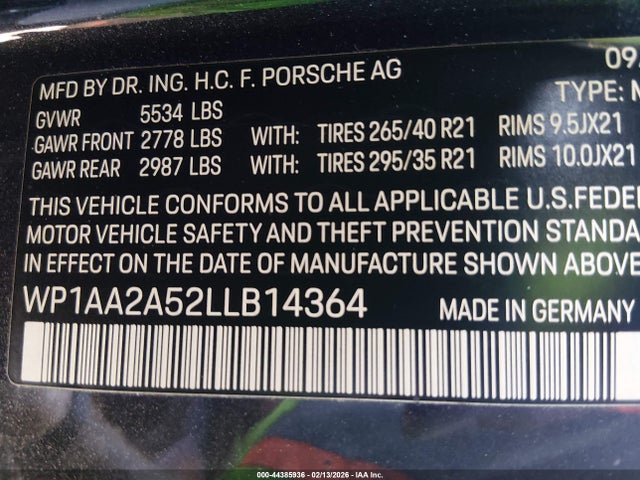 MFD BY DR. ING. H.C. F. PORSCHE AG 09.
GVWR 5534 LBS TYPE:
GAWR FRONT 2778 LBS WITH: TIRES 265/40 R21 RIMS 9.5JX21
GAWR REAR 2987 LBS WITH: TIRES 295/35 R21 RIMS 10.0JX21
THIS VEHICLE CONFORMS TO ALL APPLICABLE U.S.FEDE
MOTOR VEHICLE SAFETY AND THEFT PREVENTION STANDA
IN EFFECT ON THE DATE OF MANUFACTURE SHOWN ABOVE
WP1AA2A52LLB14364 MADE IN GERMANY
000-44385936 - 02/13/2026 - Copyright © IAA, Inc.